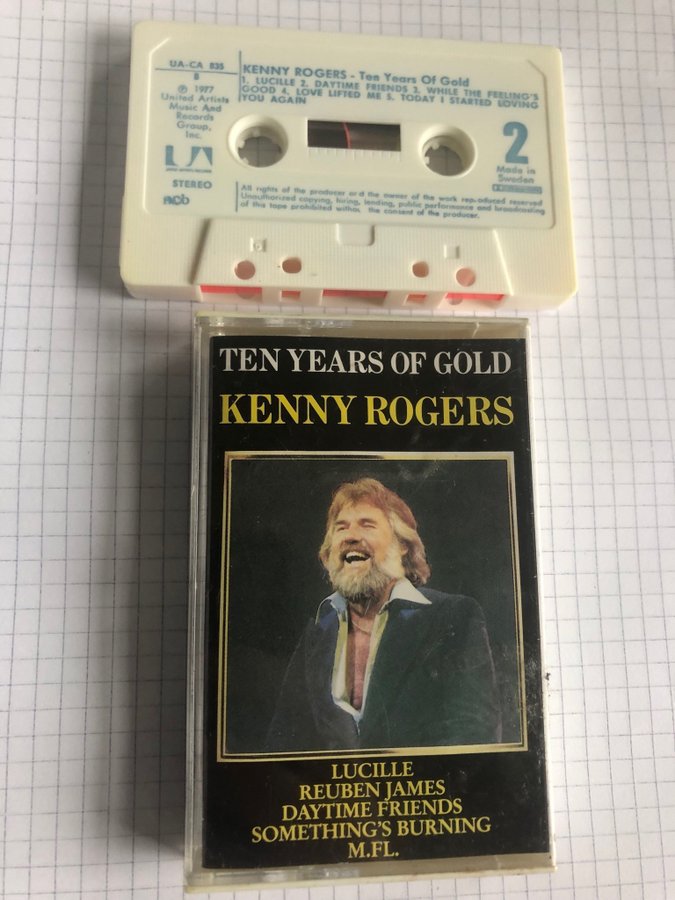 UA-CA 835
B
℗ 1977
United Artists
Music And
Records
Group,
Inc.
UNITED ARTISTS RECORDS
STEREO
ncb
KENNY ROGERS - Ten Years Of Gold
1. LUCILLE 2. DAYTIME FRIENDS 3. WHILE THE FEELING'S
GOOD 4. LOVE LIFTED ME 5. TODAY I STARTED LOVING
YOU AGAIN
2
Made in
Sweden
All rights of the producer and the owner of the work reproduced reserved
Unauthorized copying, hiring, lending, public performance and broadcasting
of this tape prohibited without the consent of the producer.
TEN YEARS OF GOLD
KENNY ROGERS
LUCILLE
REUBEN JAMES
DAYTIME FRIENDS
SOMETHING'S BURNING
M.FL.